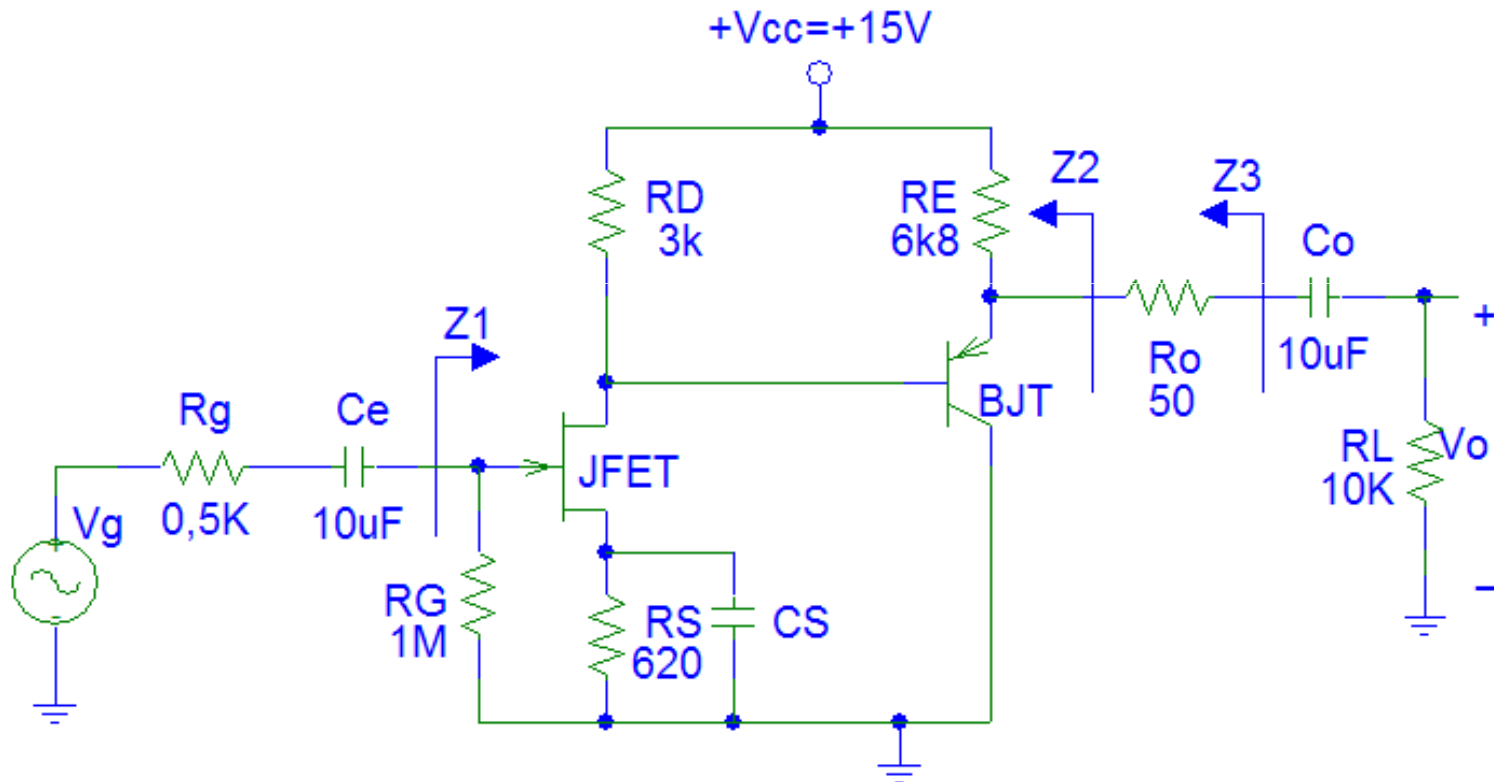 +Vcc=+15V
RD
3k
RE
6k8
Z2
Z3
Co
10uF
+
Z1
Ro
50
BJT
Rg
0,5K
Ce
10uF
JFET
RL
10K
Vo
Vg
RG
1M
RS
620
CS
−